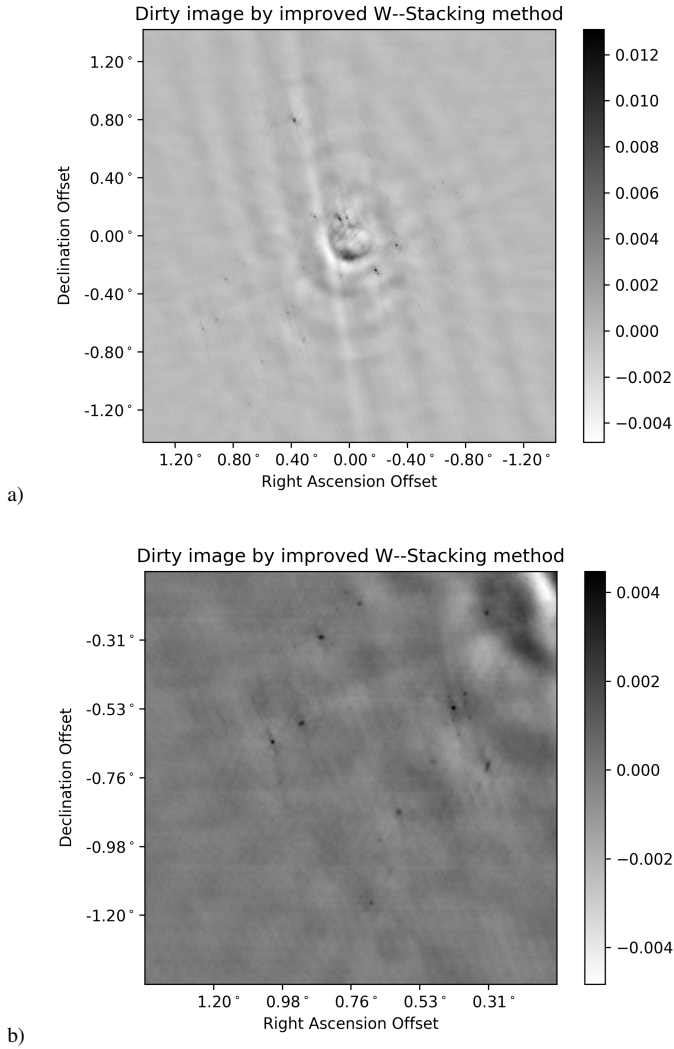 Dirty image by improved W--Stacking method
1.20°
0.80°
0.40°
0.00°
-0.40°
-0.80°
-1.20°
Declination Offset
1.20° 0.80° 0.40° 0.00° -0.40° -0.80° -1.20°
Right Ascension Offset
0.012
0.010
0.008
0.006
0.004
0.002
0.000
−0.002
−0.004
a)
Dirty image by improved W--Stacking method
-0.31°
-0.53°
-0.76°
-0.98°
-1.20°
Declination Offset
1.20° 0.98° 0.76° 0.53° 0.31°
Right Ascension Offset
0.004
0.002
0.000
−0.002
−0.004
b)